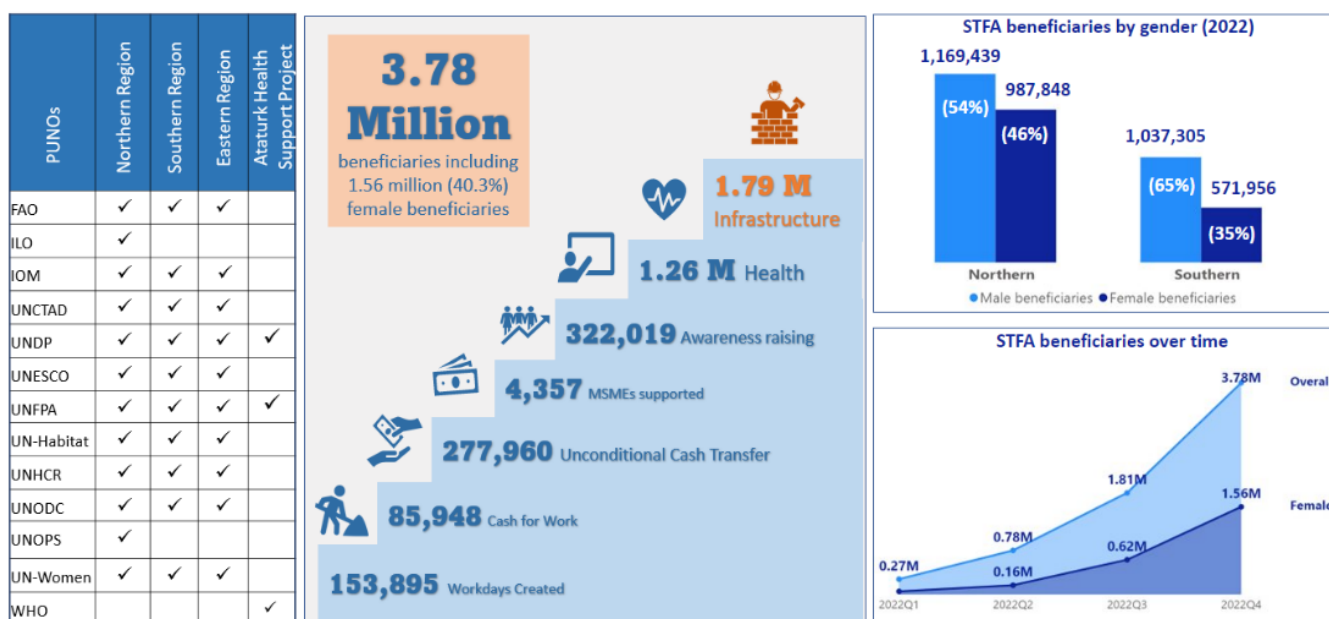 PUNOs
Northern Region
Southern Region
Eastern Region
Ataturk Health
Support Project
FAO ✓ ✓ ✓
ILO ✓
IOM ✓ ✓ ✓
UNCTAD ✓ ✓ ✓
UNDP ✓ ✓ ✓ ✓
UNESCO ✓ ✓ ✓
UNFPA ✓ ✓ ✓ ✓
UN-Habitat ✓ ✓ ✓
UNHCR ✓ ✓ ✓
UNODC ✓ ✓ ✓
UNOPS ✓
UN-Women ✓ ✓ ✓
WHO ✓
3.78
Million
beneficiaries including
1.56 million (40.3%)
female beneficiaries
1.79 M
Infrastructure
1.26 M Health
322,019 Awareness raising
4,357 MSMEs supported
277,960 Unconditional Cash Transfer
85,948 Cash for Work
153,895 Workdays Created
STFA beneficiaries by gender (2022)
1,169,439
987,848
(54%)
(46%)
1,037,305
571,956
(65%)
(35%)
Northern
Southern
Male beneficiaries Female beneficiaries
STFA beneficiaries over time
3.78M
Overall
1.81M
1.56M
Female
0.78M
0.62M
0.27M
0.16M
2022Q1 2022Q2 2022Q3 2022Q4